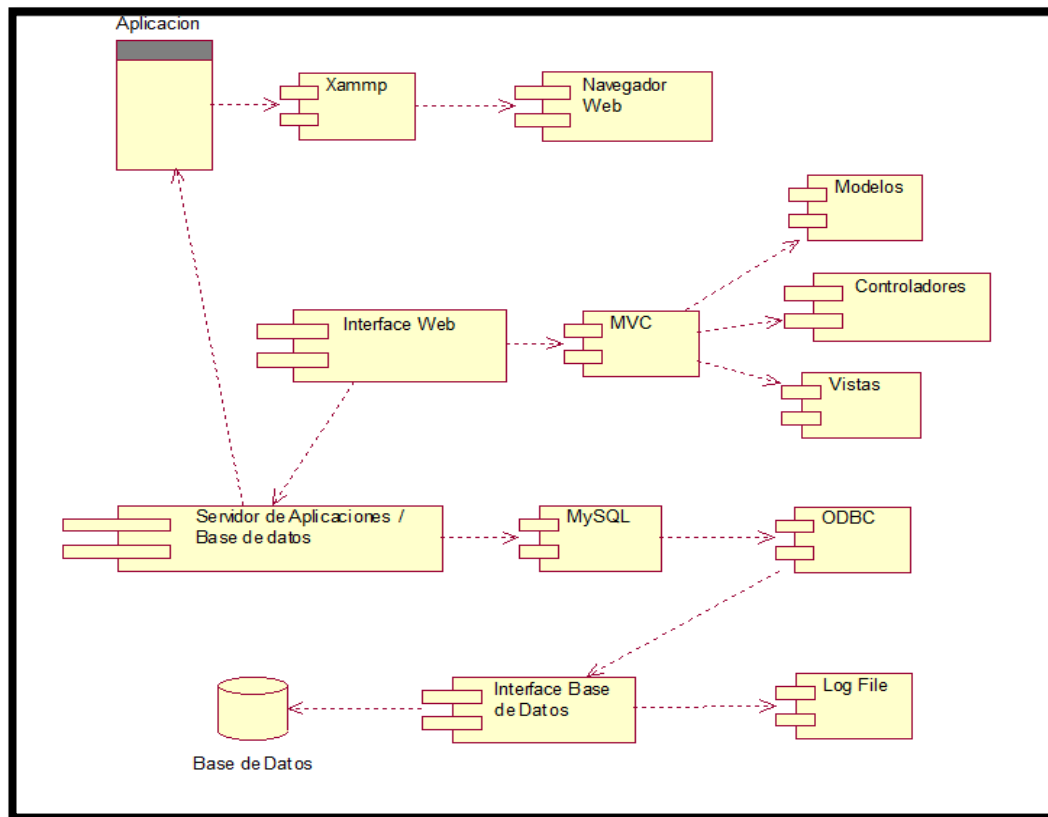 Aplicacion
Xammp
Navegador
Web
Modelos
Controladores
Interface Web
MVC
Vistas
Servidor de Aplicaciones /
Base de datos
MySQL
ODBC
Interface Base
de Datos
Log File
Base de Datos